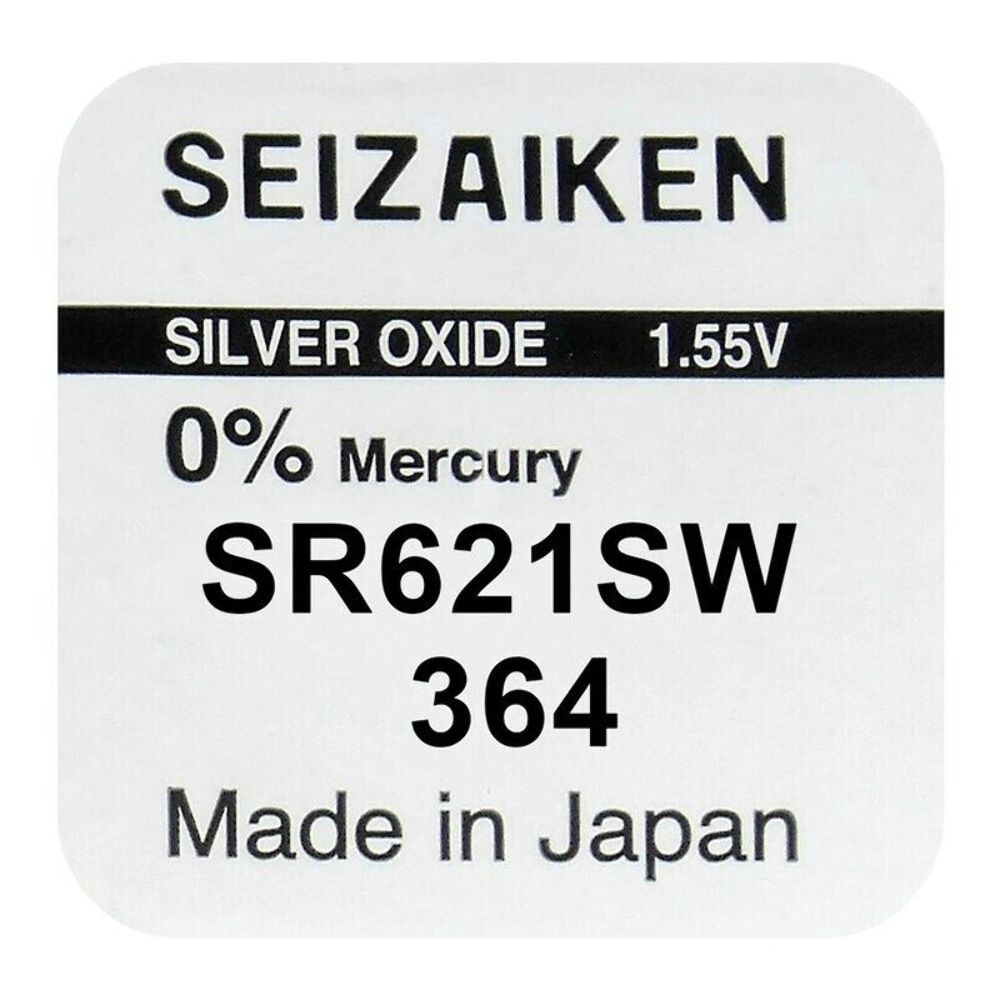 SEIZAIKEN
SILVER OXIDE 1.55V
0% Mercury
SR621SW
364
Made in Japan